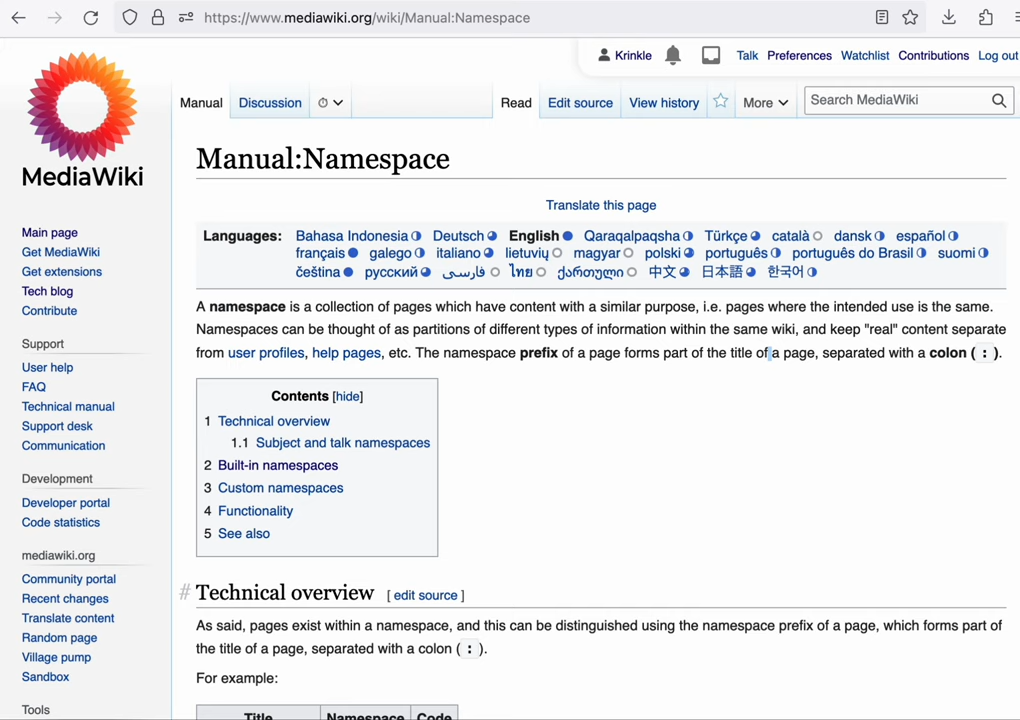 https://www.mediawiki.org/wiki/Manual:Namespace
Krinkle Talk Preferences Watchlist Contributions Log out
Manual Discussion Read Edit source View history More Search MediaWiki
MediaWiki
Main page
Get MediaWiki
Get extensions
Tech blog
Contribute
Support
User help
FAQ
Technical manual
Support desk
Communication
Development
Developer portal
Code statistics
mediawiki.org
Community portal
Recent changes
Translate content
Random page
Village pump
Sandbox
Tools
Manual:Namespace
Translate this page
Languages: Bahasa Indonesia Deutsch English Qaraqalpaqsha Türkçe català dansk español
français galego italiano lietuvių magyar polski português português do Brasil suomi
čeština русский فارسی ไทย ქართული 中文 日本語 한국어
A namespace is a collection of pages which have content with a similar purpose, i.e. pages where the intended use is the same.
Namespaces can be thought of as partitions of different types of information within the same wiki, and keep "real" content separate
from user profiles, help pages, etc. The namespace prefix of a page forms part of the title of a page, separated with a colon ( : ).
Contents [hide]
1 Technical overview
1.1 Subject and talk namespaces
2 Built-in namespaces
3 Custom namespaces
4 Functionality
5 See also
# Technical overview [ edit source ]
As said, pages exist within a namespace, and this can be distinguished using the namespace prefix of a page, which forms part of
the title of a page, separated with a colon ( : ).
For example:
Title Namespace Code